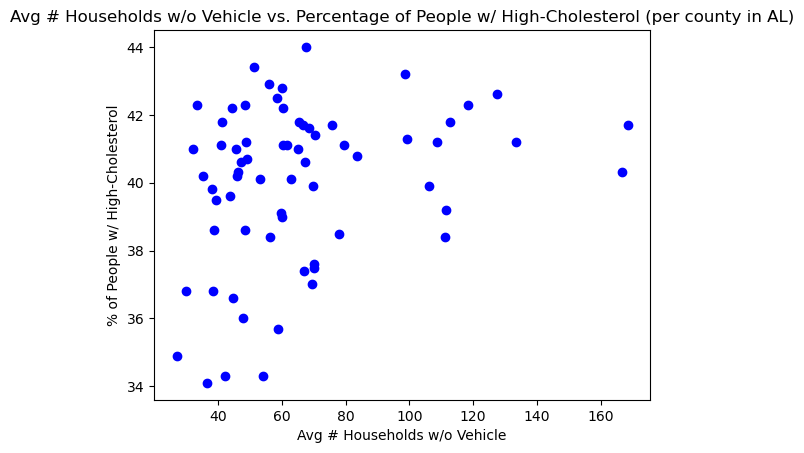 Avg # Households w/o Vehicle vs. Percentage of People w/ High-Cholesterol (per county in AL)
44
42
40
38
36
34
% of People w/ High-Cholesterol
40 60 80 100 120 140 160
Avg # Households w/o Vehicle